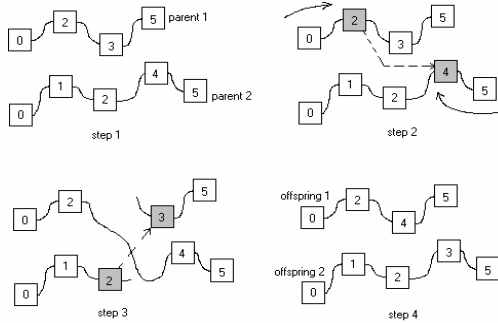 0 2 3 5 parent 1
0 1 2 4 5 parent 2
step 1
0 2 3 5
0 1 2 4 5
step 2
0 2 3 5
0 1 2 4 5
step 3
offspring 1 0 2 4 5
offspring 2 0 1 2 3 5
step 4